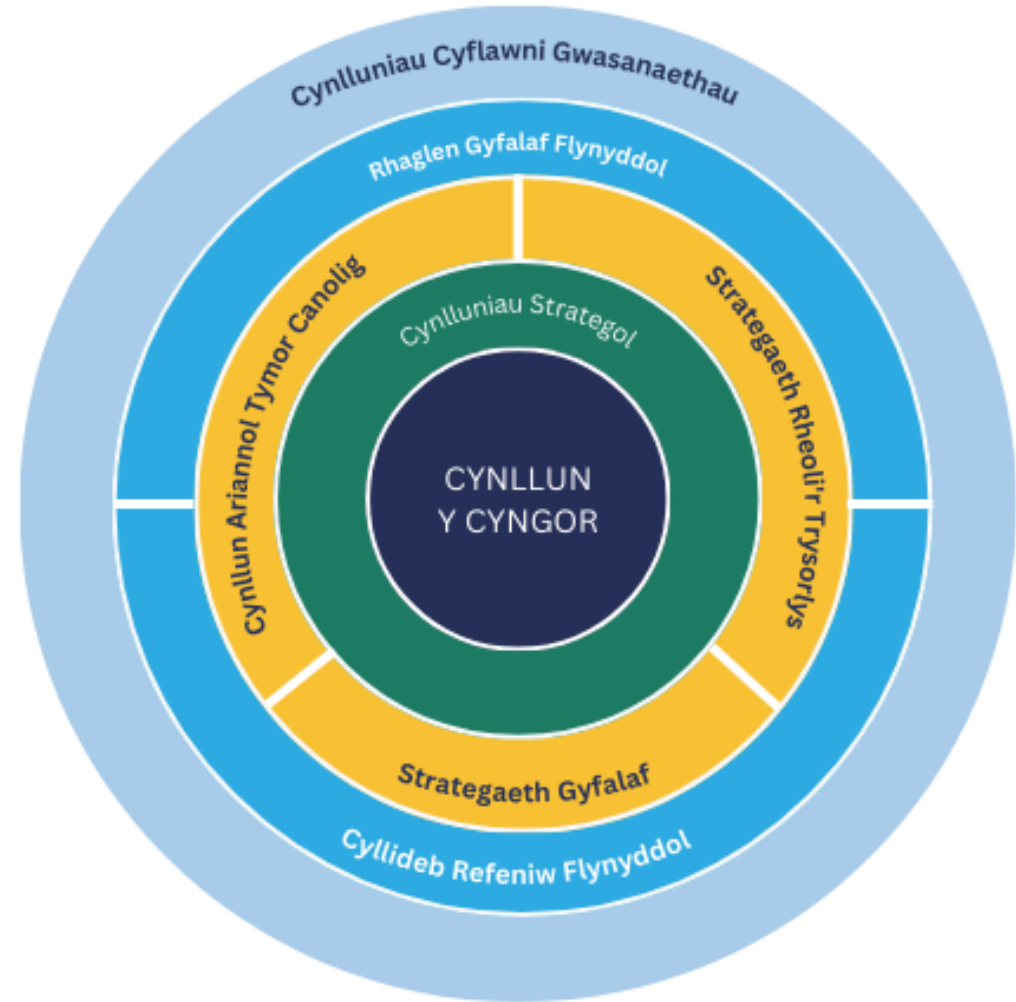 Cynlluniau Cyflawni Gwasanaethau
Rhaglen Gyfalaf Flynyddol
Cynllun Ariannol Tymor Canolig
Strategaeth Rheoli'r Trysorlys
Cynlluniau Strategol
CYNLLUN
Y CYNGOR
Strategaeth Gyfalaf
Cyllideb Refeniw Flynyddol